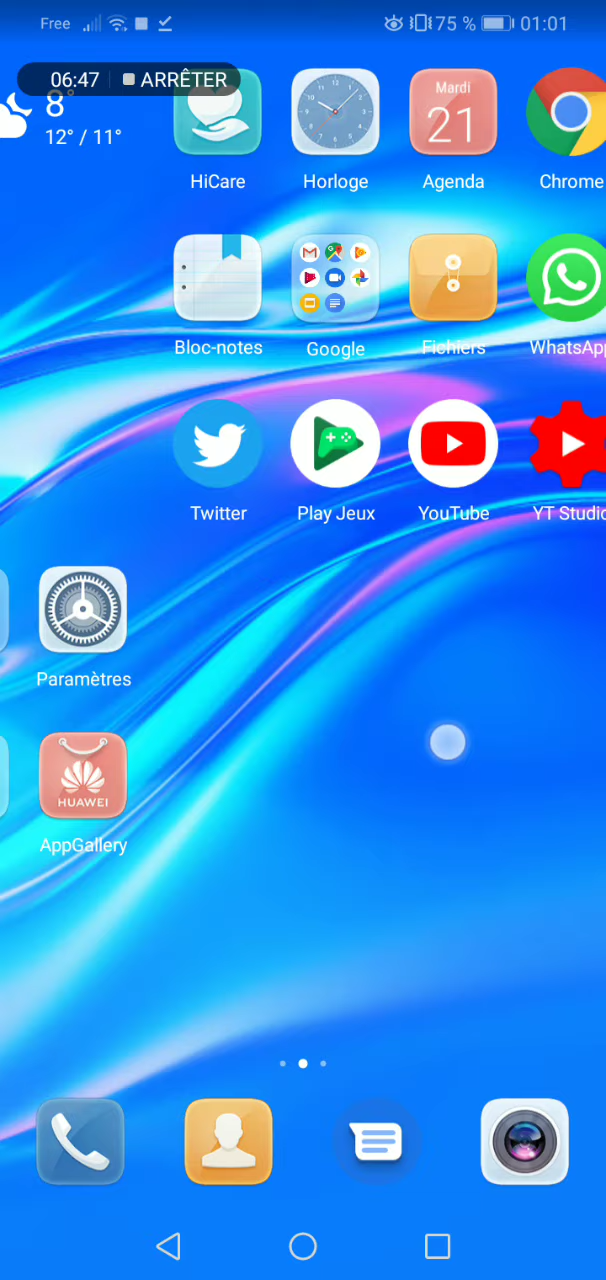 Free 75 % 01:01
06:47 ARRÊTER
8°
12° / 11°
Mardi
21
HiCare Horloge Agenda Chrome
Bloc-notes Google Fichiers WhatsApp
Twitter Play Jeux YouTube YT Studio
Paramètres
HUAWEI
AppGallery